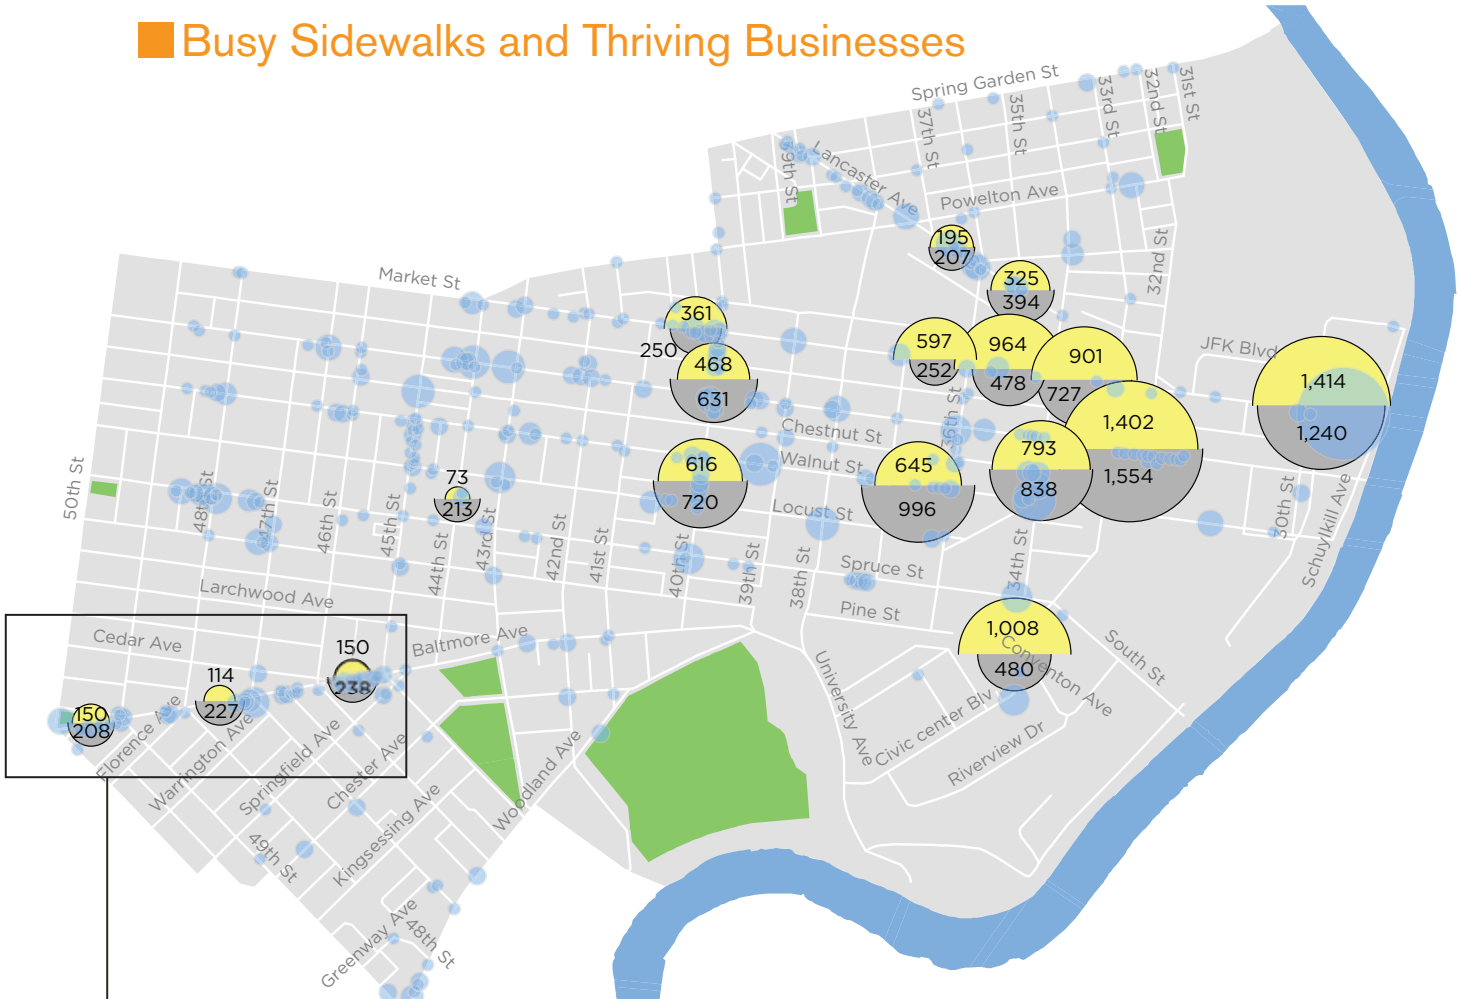 Busy Sidewalks and Thriving Businesses
Spring Garden St
31st St
32nd St
33rd St
35th St
37th St
39th St
Lancaster Ave
Powelton Ave
32nd St
195
207
325
394
Market St
361
250
468
631
597
252
964
478
901
727
JFK Blvd
1,414
1,240
1,402
1,554
36th St
Chestnut St
Walnut St
793
838
645
996
616
720
Locust St
50th St
48th St
47th St
46th St
45th St
73
213
44th St
43rd St
42nd St
41st St
40th St
39th St
38th St
34th St
30th St
Schuylkill Ave
Spruce St
Larchwood Ave
Pine St
Cedar Ave
Baltmore Ave
150
238
114
227
150
208
1,008
480
Conventon Ave
South St
University Ave
Civic center Blv
Riverview Dr
Florence Ave
Warrington Ave
Springfield Ave
Chester Ave
Kingsessing Ave
Woodland Ave
49th St
Greenway Ave
48th St